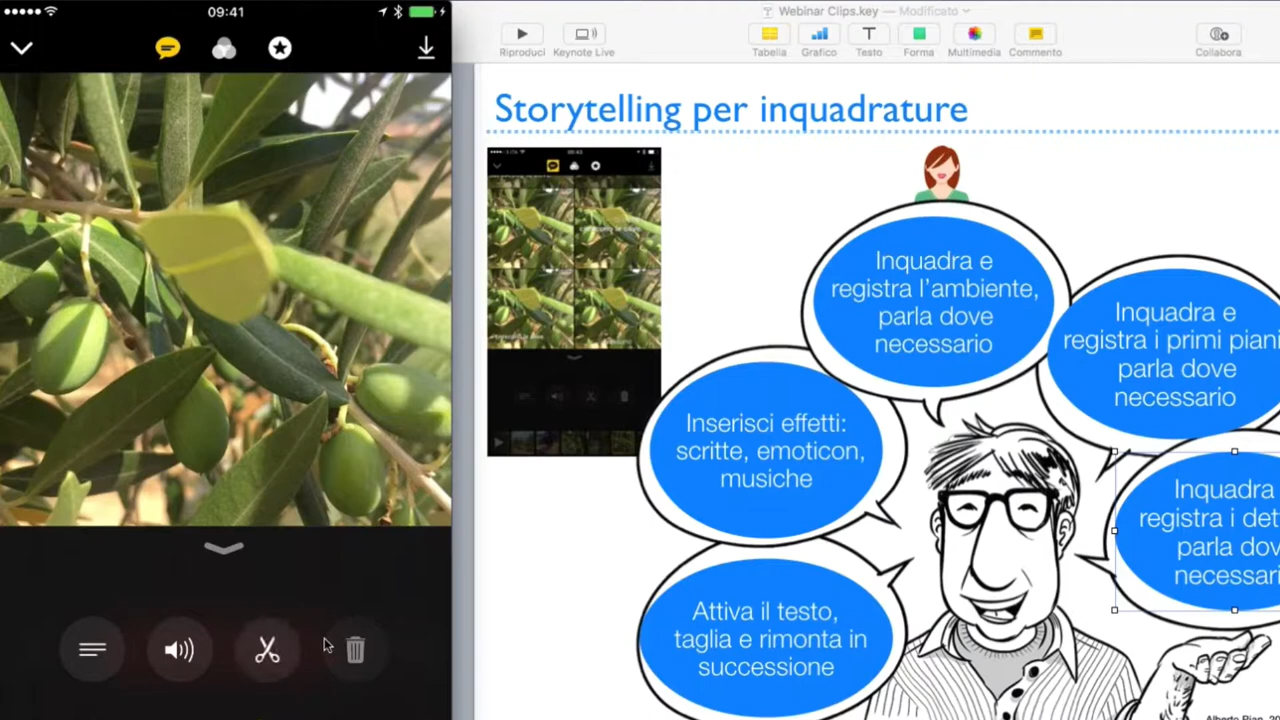 09:41
Webinar Clips.key — Modificato
Riproduci
Keynote Live
Tabella
Grafico
Testo
Forma
Multimedia
Commento
Collabora
Storytelling per inquadrature
Inquadra e
registra l'ambiente,
parla dove
necessario
Inquadra e
registra i primi piani
parla dove
necessario
Inserisci effetti:
scritte, emoticon,
musiche
Inquadra
registra i det
parla dov
necessari
Attiva il testo,
taglia e rimonta in
successione